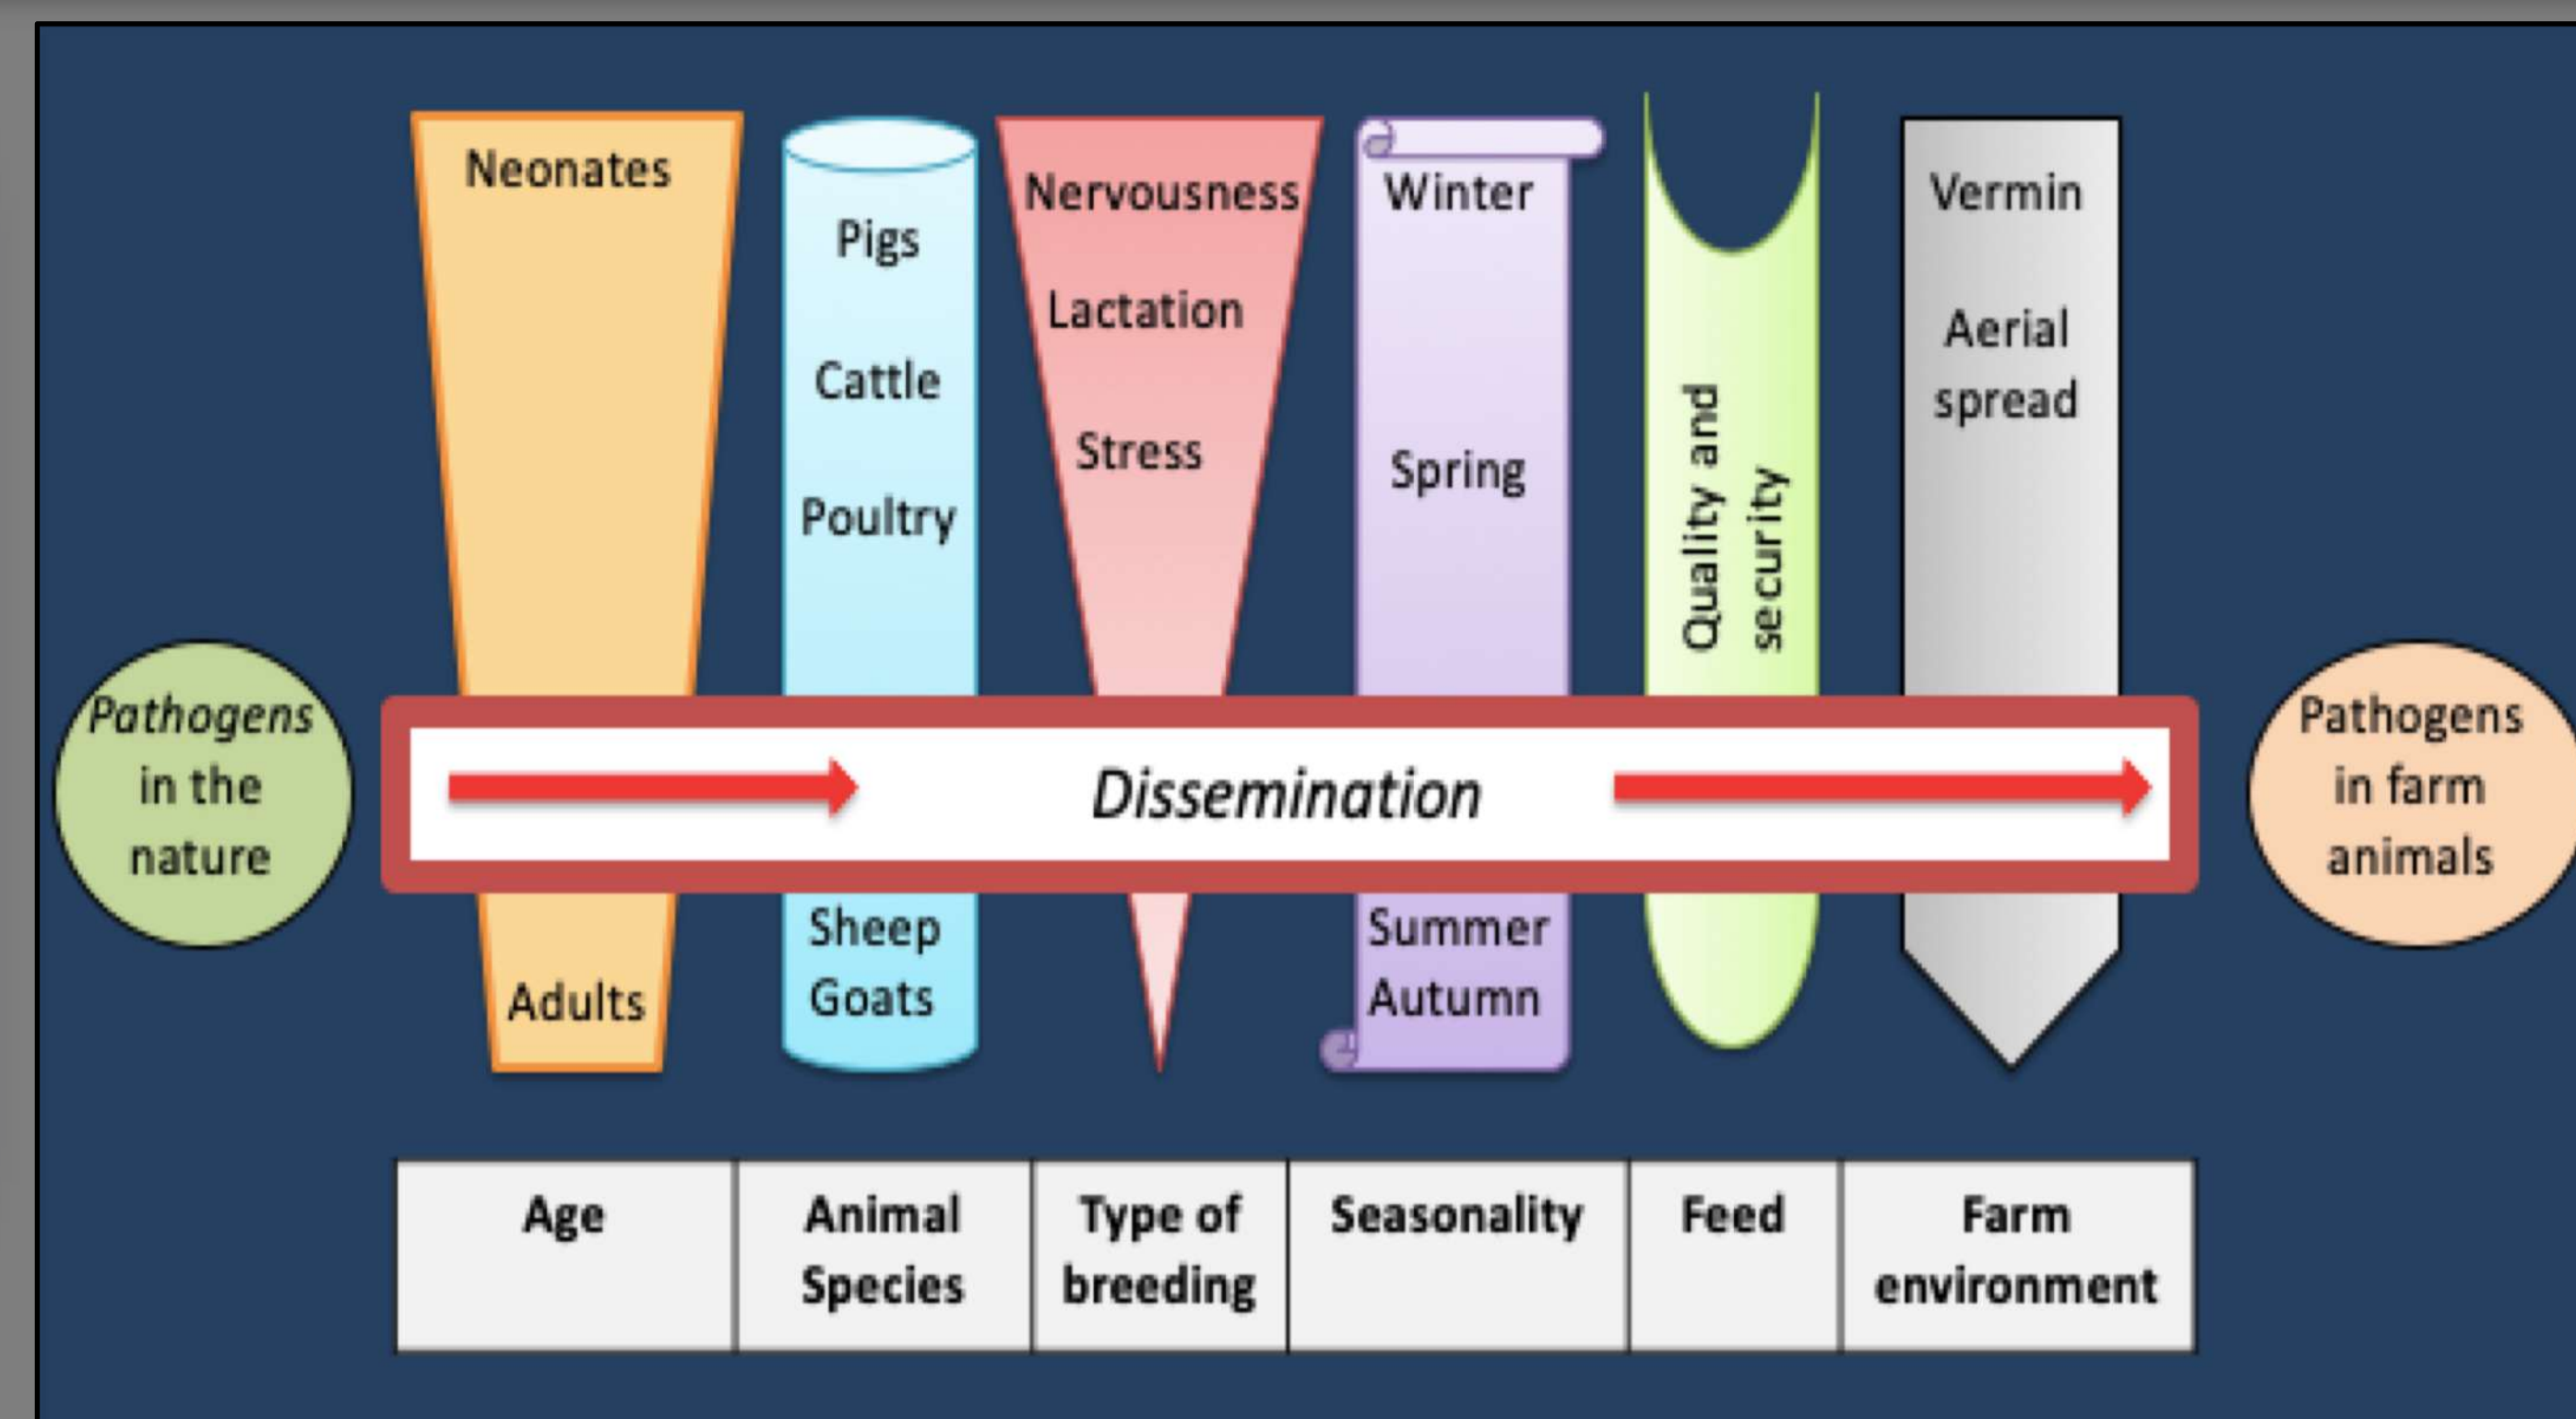 Neonates
Adults
Pigs
Cattle
Poultry
Sheep
Goats
Nervousness
Lactation
Stress
Winter
Spring
Summer
Autumn
Quality and
security
Vermin
Aerial
spread
Pathogens
in the
nature
Dissemination
Pathogens
in farm
animals
Age
Animal
Species
Type of
breeding
Seasonality
Feed
Farm
environment